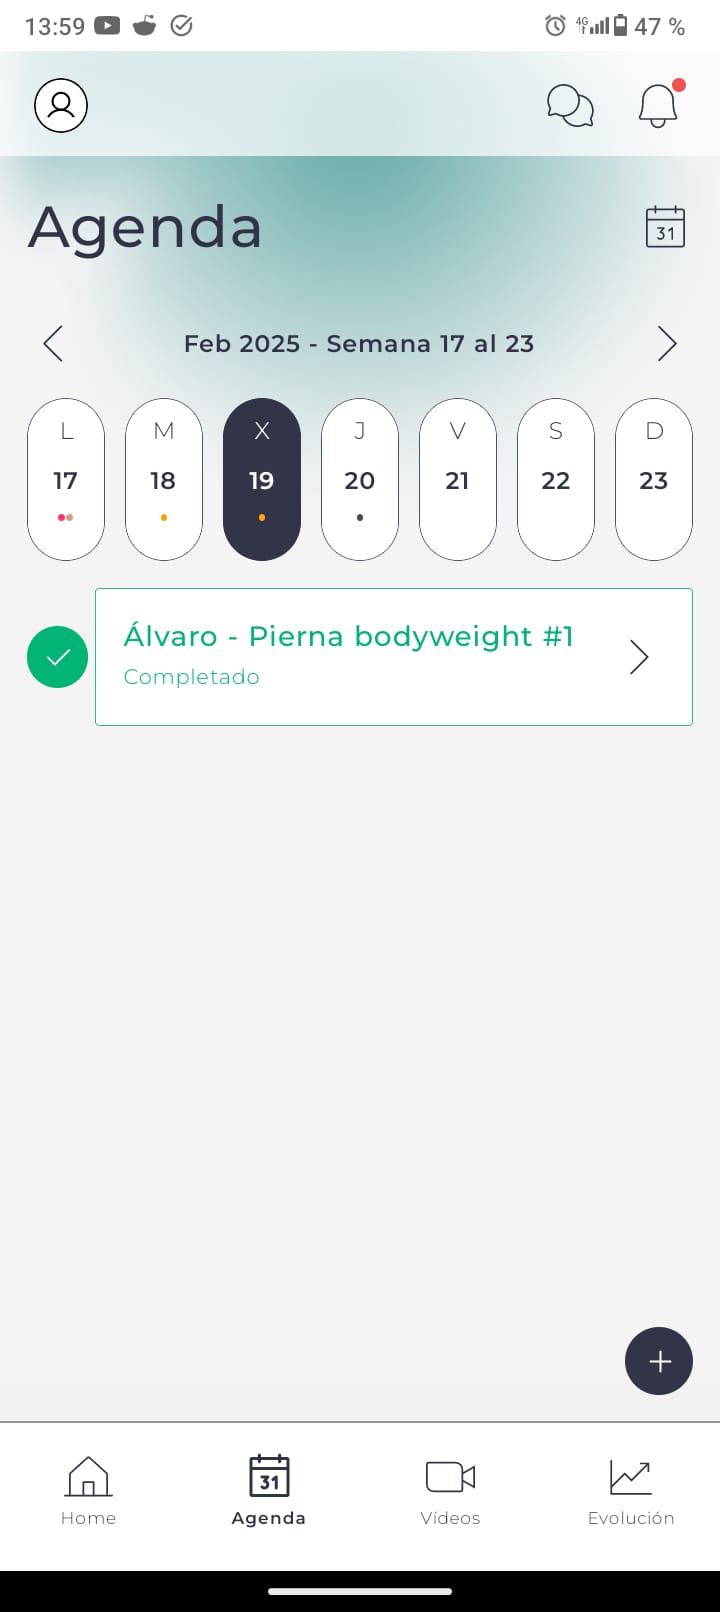 13:59 4G 47 %
Agenda
31
Feb 2025 - Semana 17 al 23
L M X J V S D
17 18 19 20 21 22 23
Álvaro - Pierna bodyweight #1
Completado
+
31
Home Agenda Vídeos Evolución